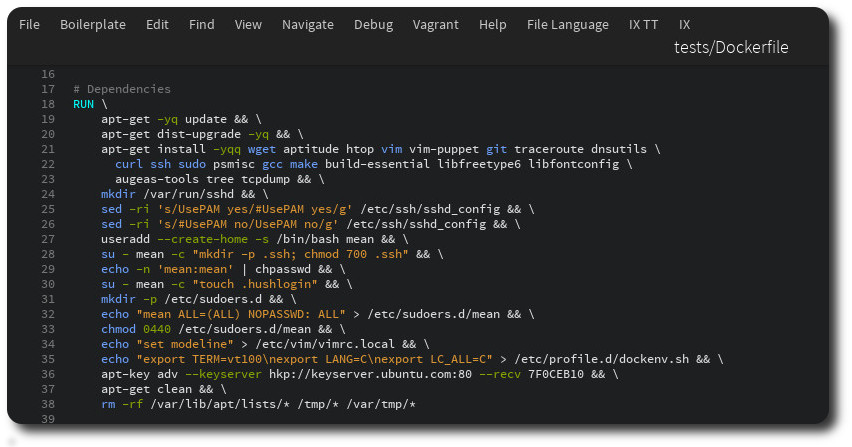 File Boilerplate Edit Find View Navigate Debug Vagrant Help File Language IX TT IX
tests/Dockerfile
16
17 # Dependencies
18 RUN \
19 apt-get -yq update && \
20 apt-get dist-upgrade -yq && \
21 apt-get install -yqq wget aptitude htop vim vim-puppet git traceroute dnsutils \
22 curl ssh sudo psmisc gcc make build-essential libfreetype6 libfontconfig \
23 augeas-tools tree tcpdump && \
24 mkdir /var/run/sshd && \
25 sed -ri 's/UsePAM yes/#UsePAM yes/g' /etc/ssh/sshd_config && \
26 sed -ri 's/#UsePAM no/UsePAM no/g' /etc/ssh/sshd_config && \
27 useradd --create-home -s /bin/bash mean && \
28 su - mean -c "mkdir -p .ssh; chmod 700 .ssh" && \
29 echo -n 'mean:mean' | chpasswd && \
30 su - mean -c "touch .hushlogin" && \
31 mkdir -p /etc/sudoers.d && \
32 echo "mean ALL=(ALL) NOPASSWD: ALL" > /etc/sudoers.d/mean && \
33 chmod 0440 /etc/sudoers.d/mean && \
34 echo "set modeline" > /etc/vim/vimrc.local && \
35 echo "export TERM=vt100\nexport LANG=C\nexport LC_ALL=C" > /etc/profile.d/dockenv.sh && \
36 apt-key adv --keyserver hkp://keyserver.ubuntu.com:80 --recv 7F0CEB10 && \
37 apt-get clean && \
38 rm -rf /var/lib/apt/lists/* /tmp/* /var/tmp/*
39